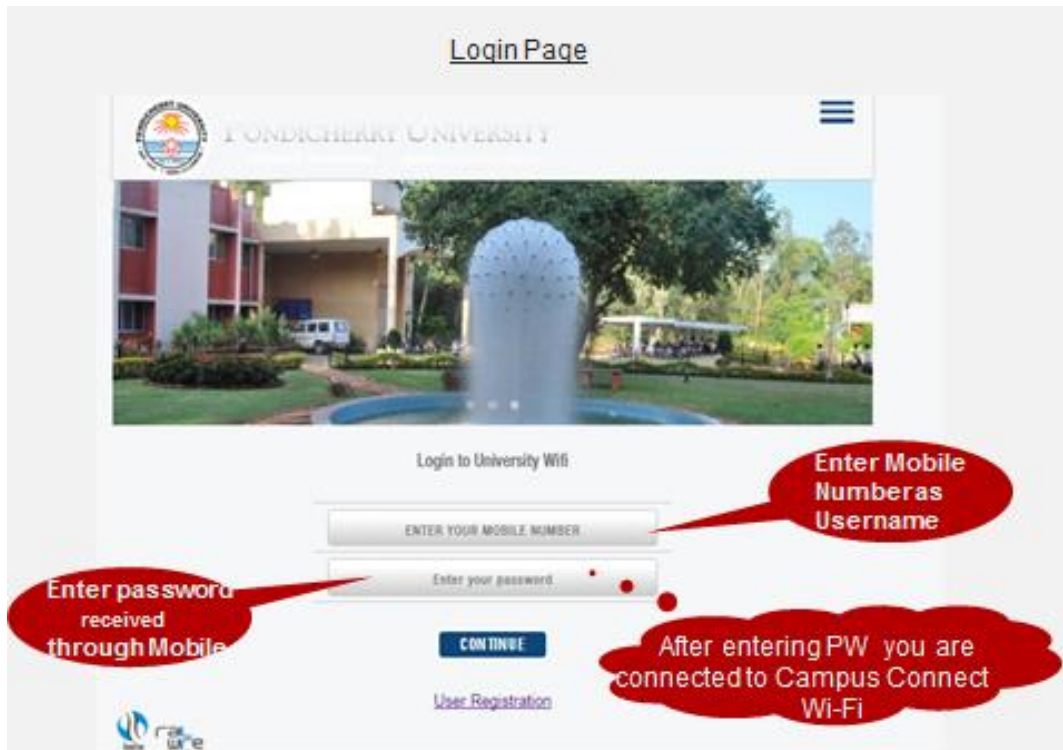 Login Page
PONDICHERRY UNIVERSITY
Login to University Wifi
Enter Mobile
Numberas
Username
ENTER YOUR MOBILE NUMBER
Enter your password
Enter password
received
through Mobile
CONTINUE
After entering PW you are
connected to Campus Connect
Wi-Fi
User Registration